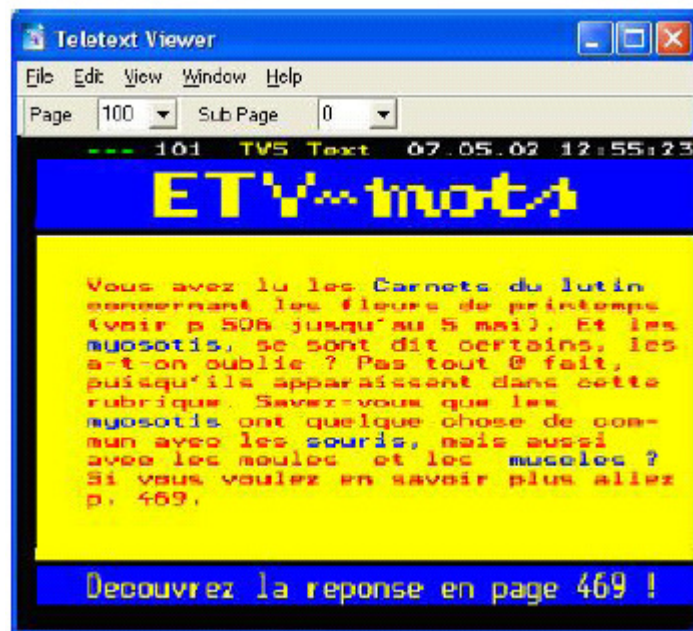 Teletext Viewer
File Edit View Window Help
Page 100 Sub Page 0
--- 101 TV5 Text 07.05.02 12:55:23
ETV~mots
Vous avez lu les Carnets du lutin
concernant les fleurs de printemps
(voir p 506 jusqu'au 5 mai). Et les
myosotis, se sont dit certains, les
a-t-on oublie ? Pas tout @ fait,
puisqu'ils apparaissent dans cette
rubrique. Savez-vous que les
myosotis ont quelque chose de com-
mun avec les souris, mais aussi
avec les moules et les muscles ?
Si vous voulez en savoir plus allez
p. 469.
Decouvrez la reponse en page 469 !